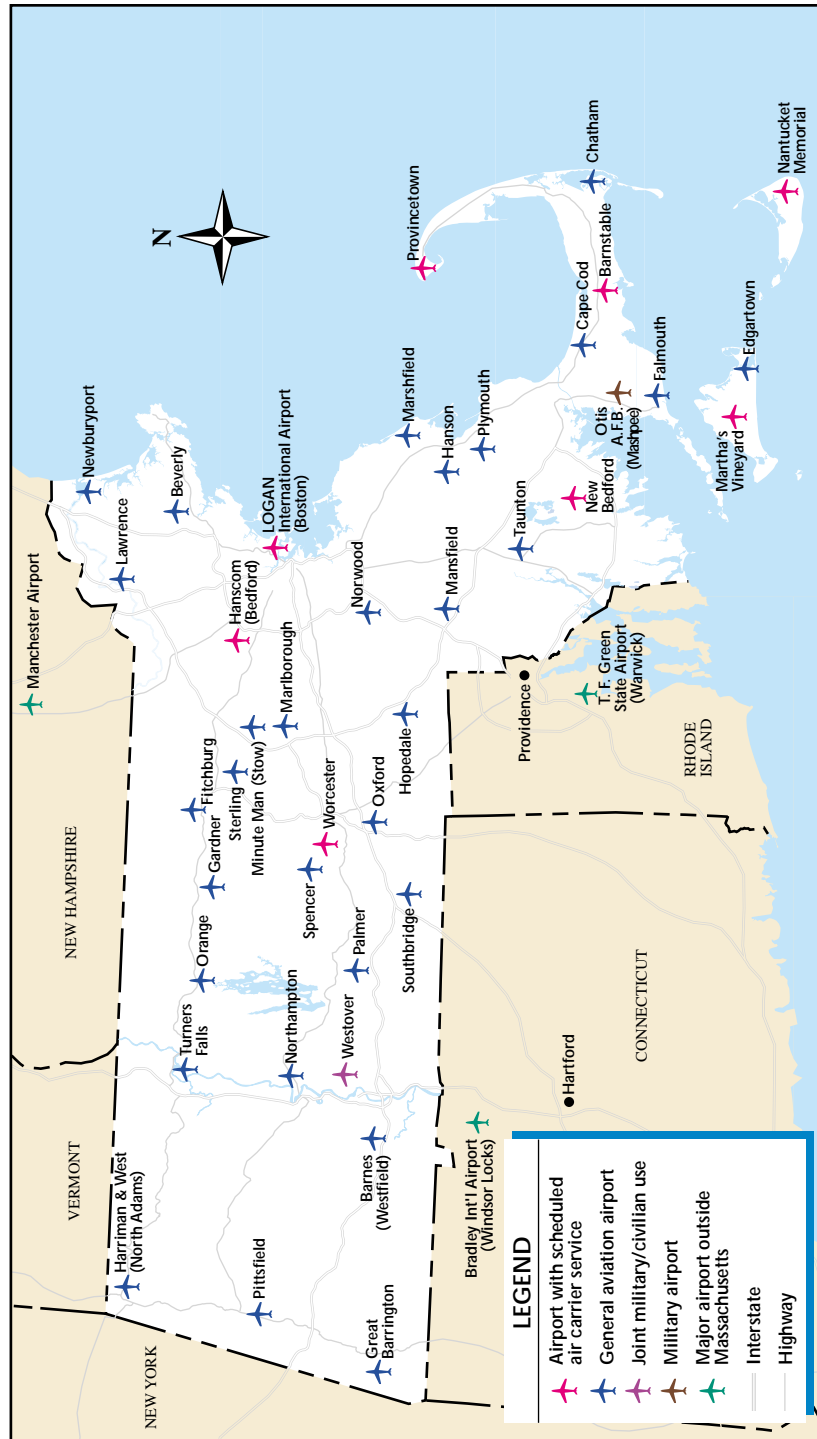 N
NEW HAMPSHIRE
VERMONT
NEW YORK
CONNECTICUT
RHODE
ISLAND
Manchester Airport
Newburyport
Lawrence
Beverly
LOGAN
International Airport
(Boston)
Hanscom
(Bedford)
Harriman & West
(North Adams)
Turners
Falls
Orange
Gardner
Fitchburg
Sterling
Minute Man (Stow)
Marlborough
Pittsfield
Northampton
Westover
Palmer
Spencer
Worcester
Oxford
Southbridge
Hopedale
Norwood
Mansfield
Great
Barrington
Barnes
(Westfield)
Marshfield
Hanson
Plymouth
Taunton
New
Bedford
Provincetown
Chatham
Barnstable
Cape Cod
Otis
A.F.B.
(Mashpee)
Falmouth
Martha's
Vineyard
Edgartown
Nantucket
Memorial
Providence
T. F. Green
State Airport
(Warwick)
Hartford
Bradley Int'l Airport
(Windsor Locks)
LEGEND
Airport with scheduled
air carrier service
General aviation airport
Joint military/civilian use
Military airport
Major airport outside
Massachusetts
Interstate
Highway